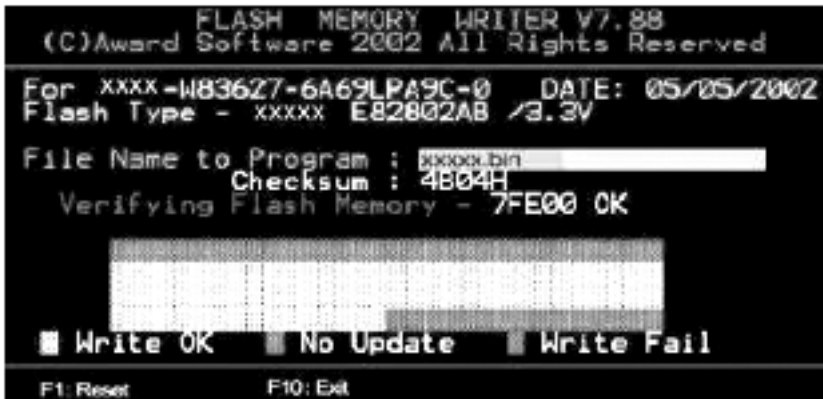 FLASH MEMORY WRITER V7.88
(C)Award Software 2002 All Rights Reserved
For XXXX-W83627-6A69LPA9C-0 DATE: 05/05/2002
Flash Type - XXXXX E82802AB /3.3V
File Name to Program : xxxxx.bin
Checksum : 4B04H
Verifying Flash Memory - 7FE00 OK
Write OK No Update Write Fail
F1: Reset F10: Exit